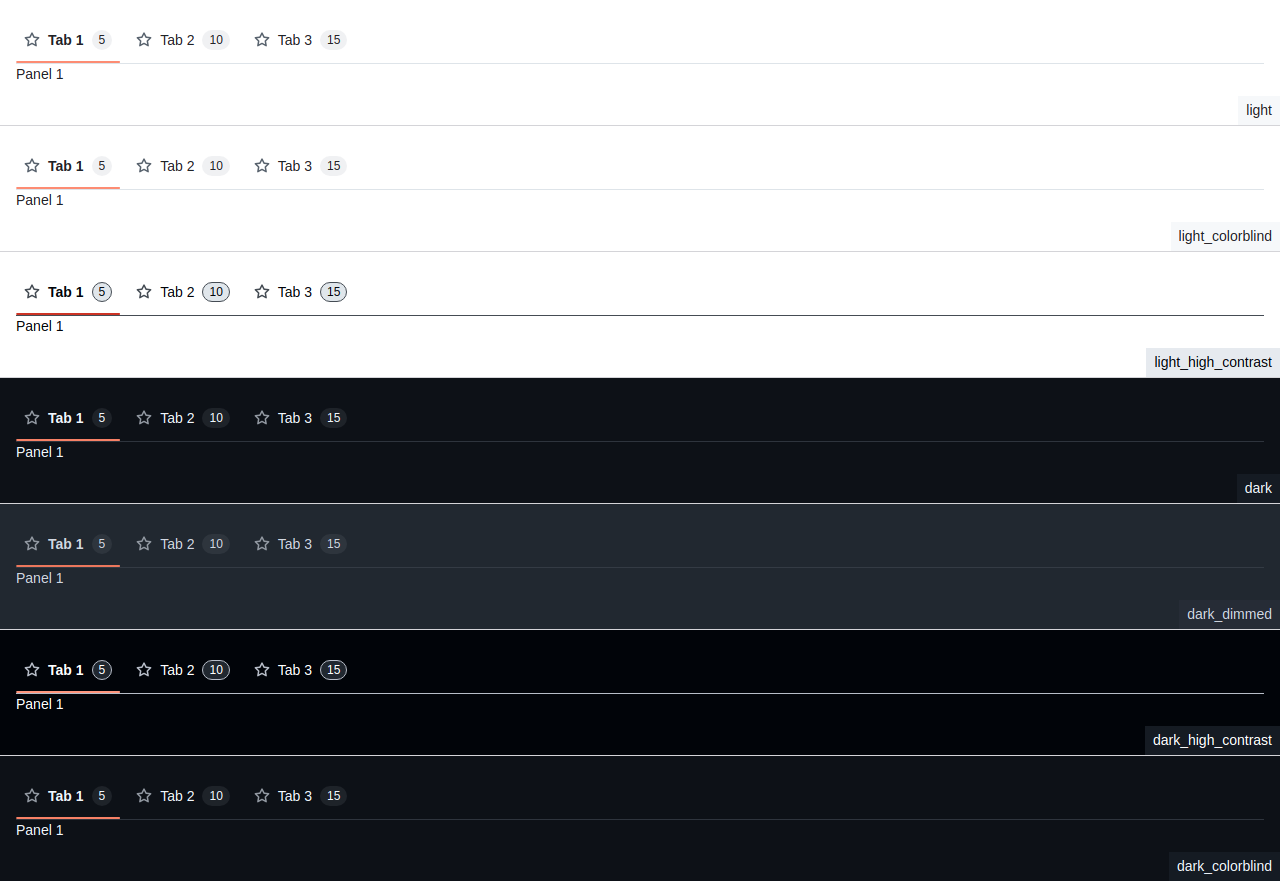 Tab 1 5 Tab 2 10 Tab 3 15
Panel 1
light
Tab 1 5 Tab 2 10 Tab 3 15
Panel 1
light_colorblind
Tab 1 5 Tab 2 10 Tab 3 15
Panel 1
light_high_contrast
Tab 1 5 Tab 2 10 Tab 3 15
Panel 1
dark
Tab 1 5 Tab 2 10 Tab 3 15
Panel 1
dark_dimmed
Tab 1 5 Tab 2 10 Tab 3 15
Panel 1
dark_high_contrast
Tab 1 5 Tab 2 10 Tab 3 15
Panel 1
dark_colorblind